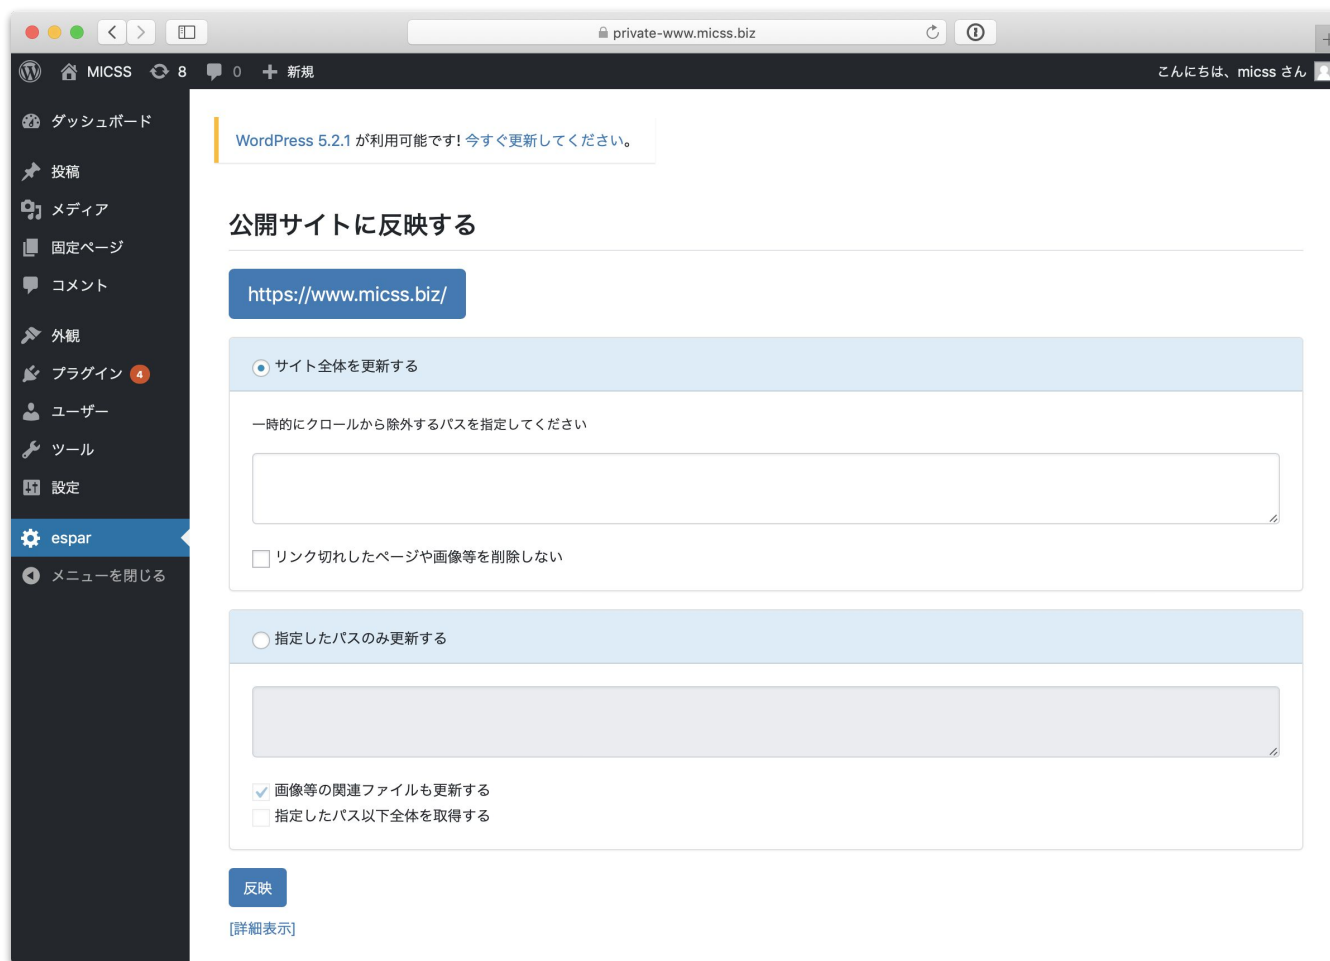 private-www.micss.biz
MICSS 8 0 新規
こんにちは、micss さん
ダッシュボード
投稿
メディア
固定ページ
コメント
外観
プラグイン 4
ユーザー
ツール
設定
espar
メニューを閉じる
WordPress 5.2.1 が利用可能です! 今すぐ更新してください。
公開サイトに反映する
https://www.micss.biz/
サイト全体を更新する
一時的にクロールから除外するパスを指定してください
リンク切れしたページや画像等を削除しない
指定したパスのみ更新する
画像等の関連ファイルも更新する
指定したパス以下全体を取得する
反映
[詳細表示]